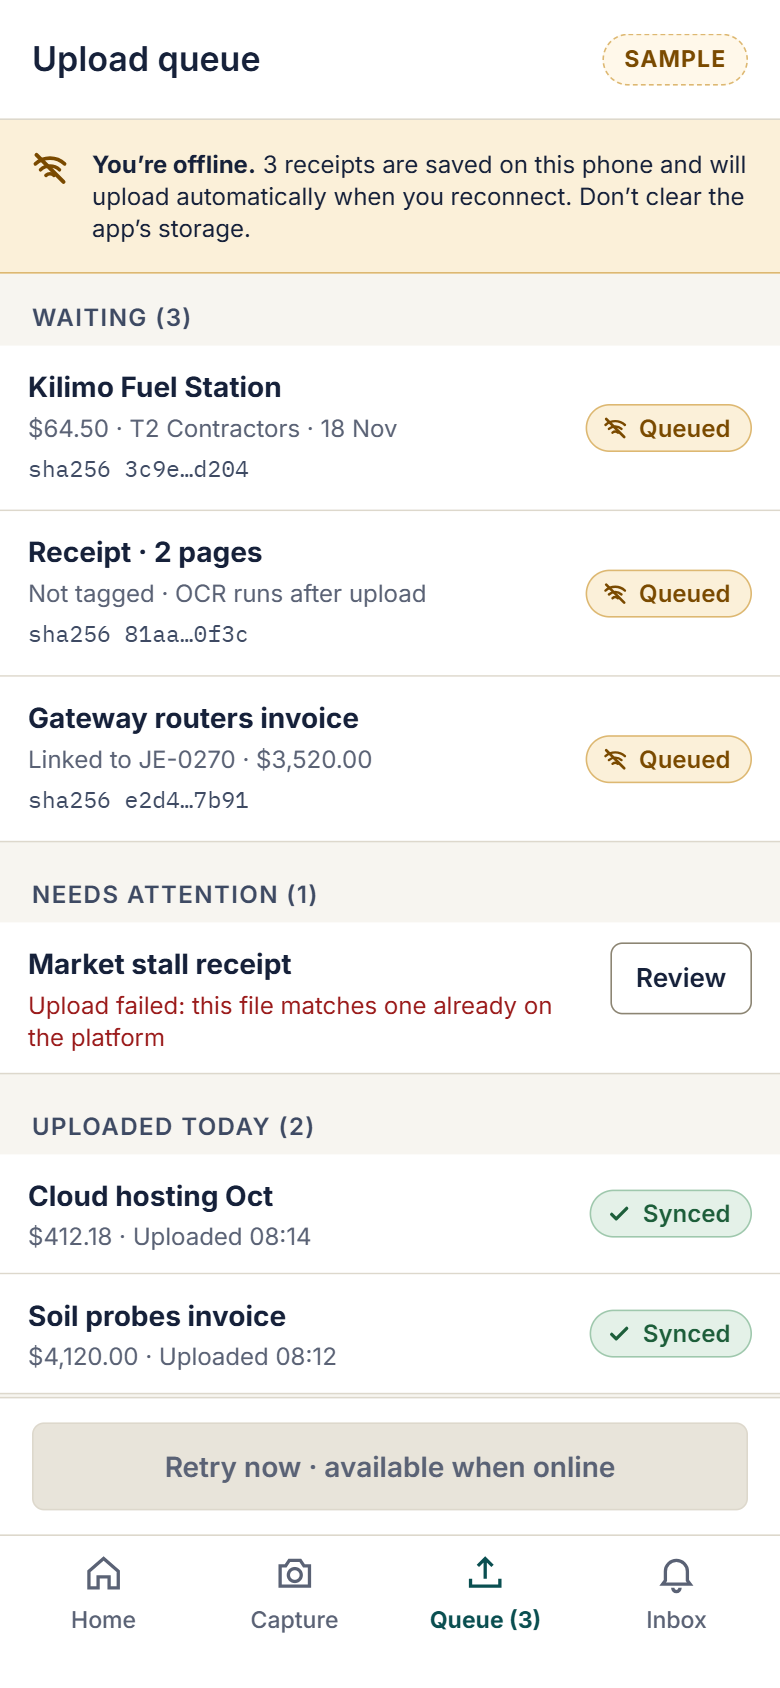 Upload queue
SAMPLE
You’re offline. 3 receipts are saved on this phone and will
upload automatically when you reconnect. Don’t clear the
app’s storage.
WAITING (3)
Kilimo Fuel Station
$64.50 · T2 Contractors · 18 Nov
sha256 3c9e…d204
Queued
Receipt · 2 pages
Not tagged · OCR runs after upload
sha256 81aa…0f3c
Queued
Gateway routers invoice
Linked to JE-0270 · $3,520.00
sha256 e2d4…7b91
Queued
NEEDS ATTENTION (1)
Market stall receipt
Upload failed: this file matches one already on
the platform
Review
UPLOADED TODAY (2)
Cloud hosting Oct
$412.18 · Uploaded 08:14
Synced
Soil probes invoice
$4,120.00 · Uploaded 08:12
Synced
Retry now · available when online
Home
Capture
Queue (3)
Inbox